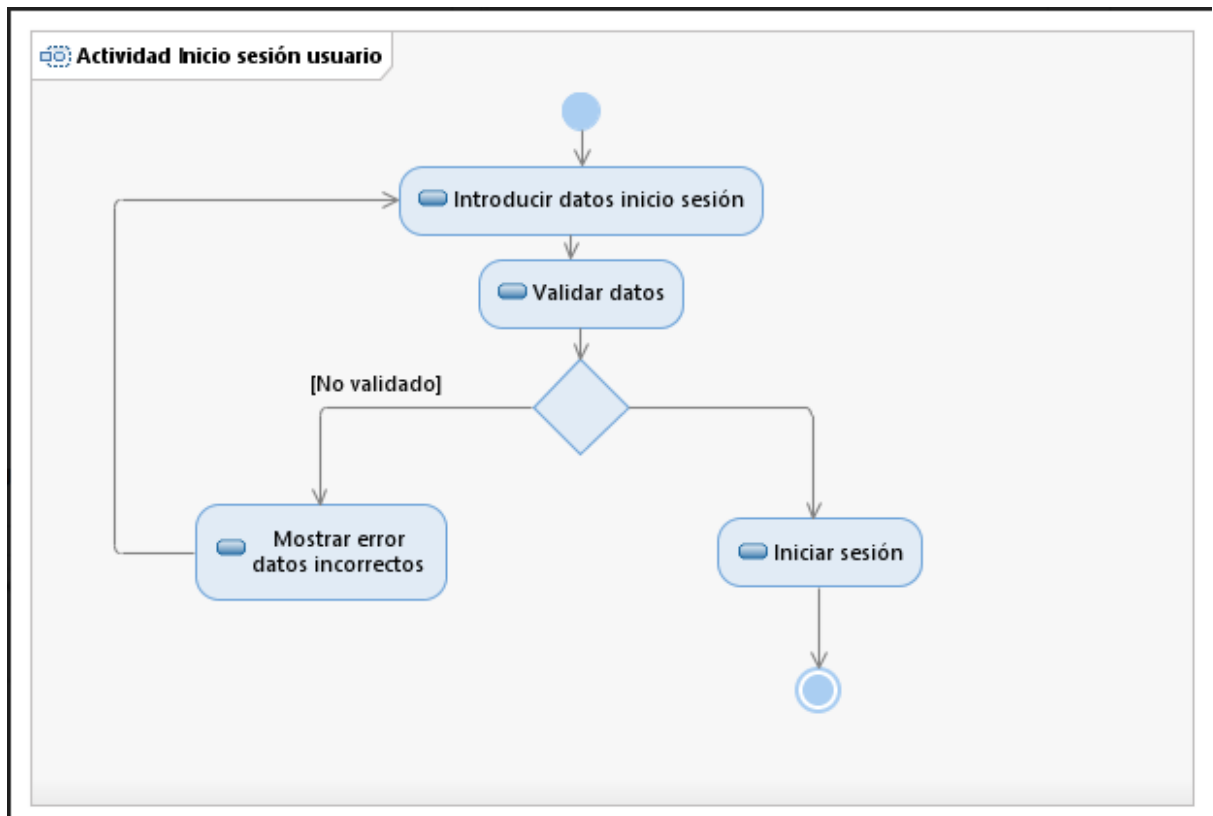 Actividad Inicio sesión usuario
Introducir datos inicio sesión
Validar datos
[No validado]
Mostrar error
datos incorrectos
Iniciar sesión